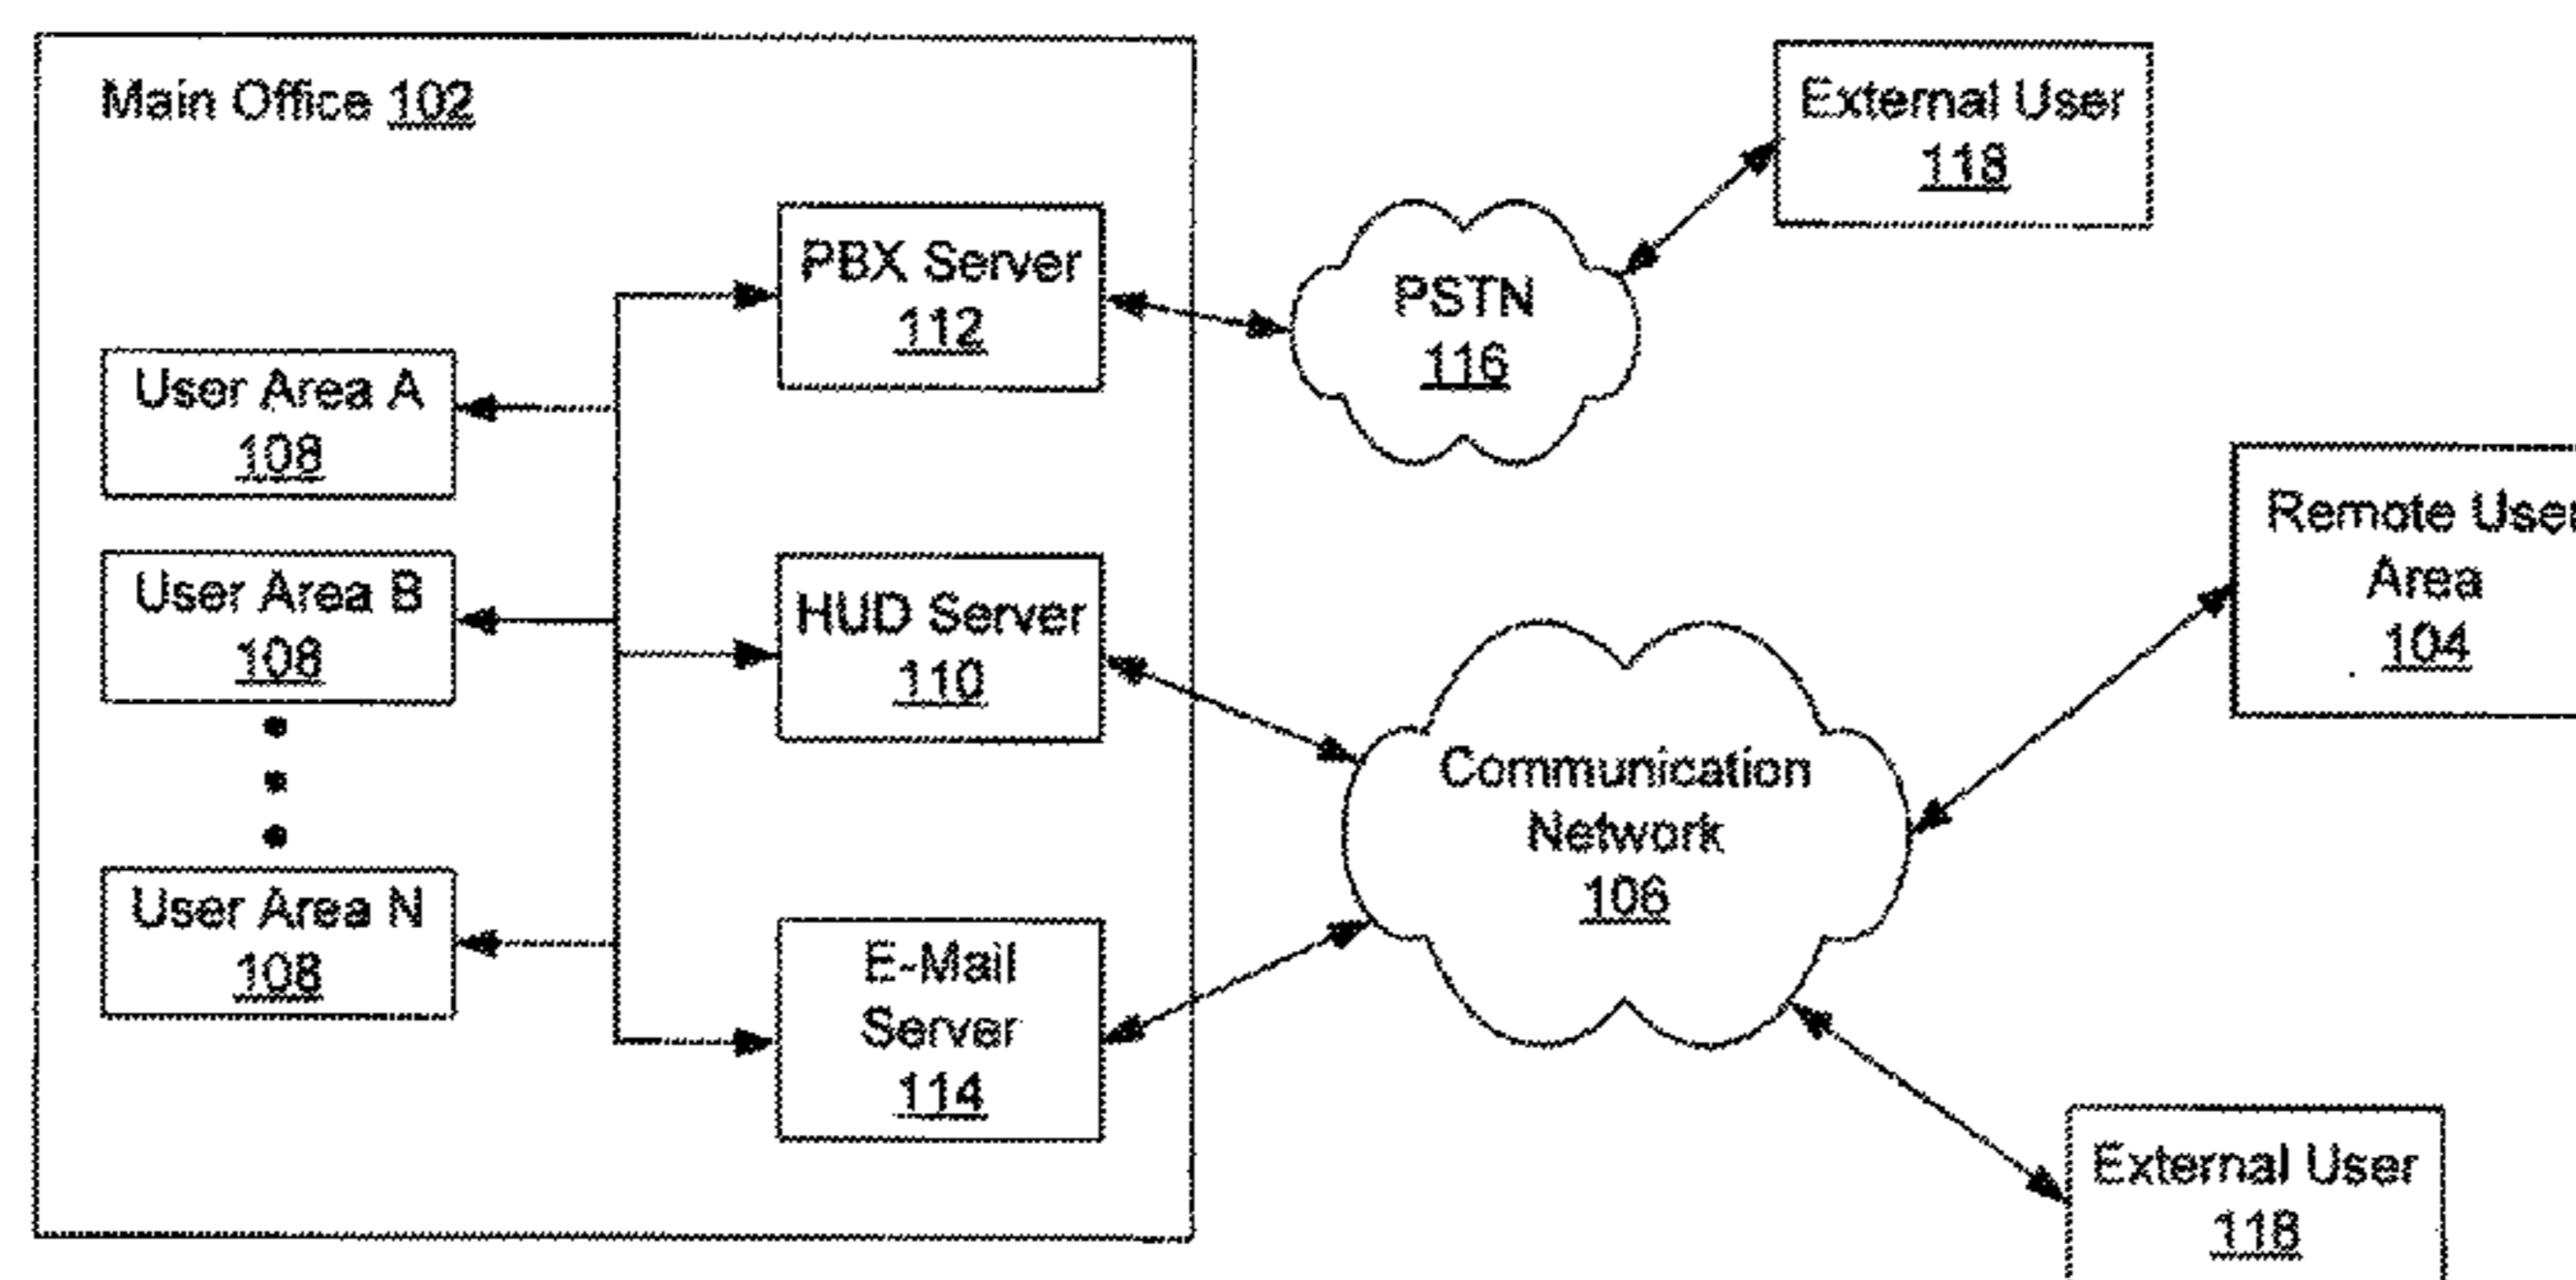 Main Office 102
External User
118
PBX Server
112
PSTN
116
User Area A
108
Remote User
Area
104
User Area B
108
HUD Server
110
Communication
Network
106
User Area N
108
E-Mail
Server
114
External User
118